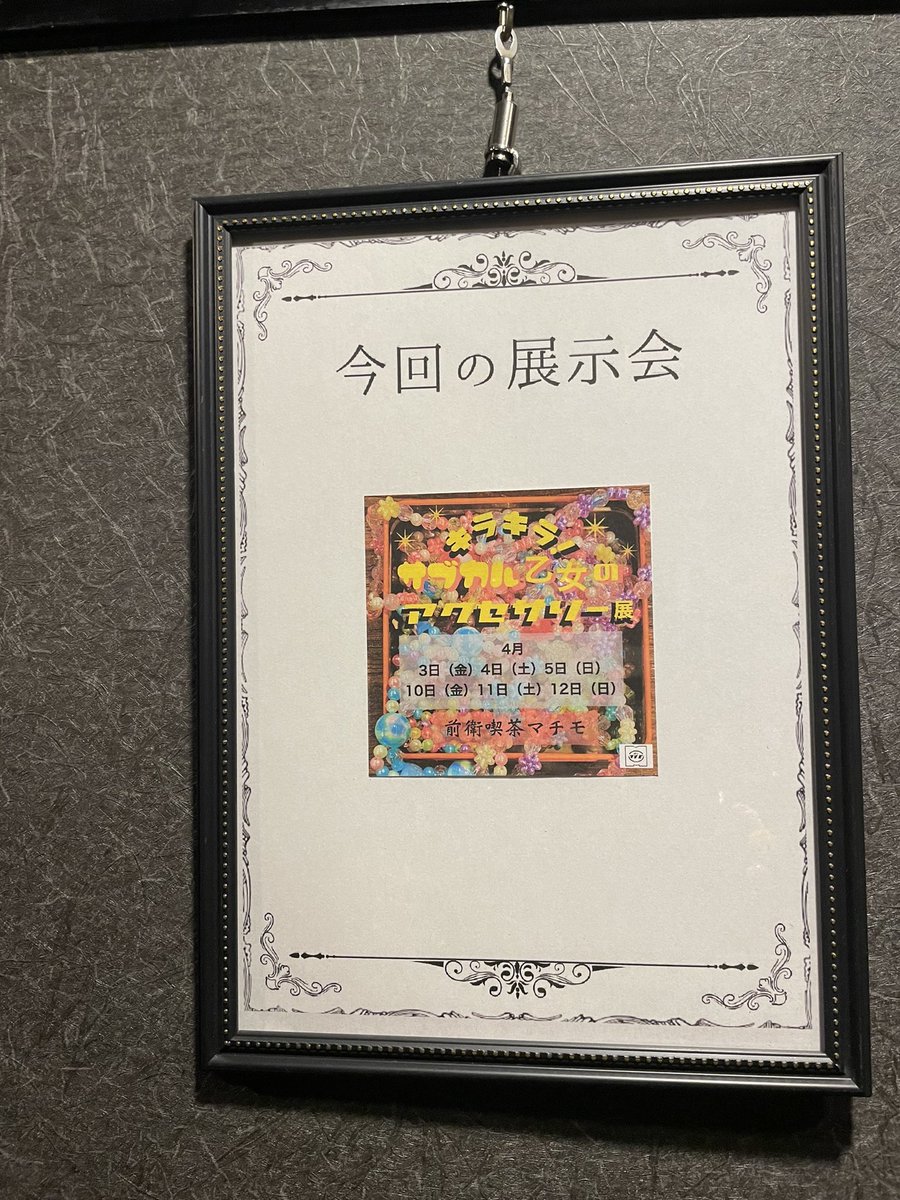 今回の展示会
キラキラ!
サブカル乙女の
アクセサリー展
4月
3日(金)4日(土)5日(日)
10日(金)11日(土)12日(日)
前衛喫茶マチモ